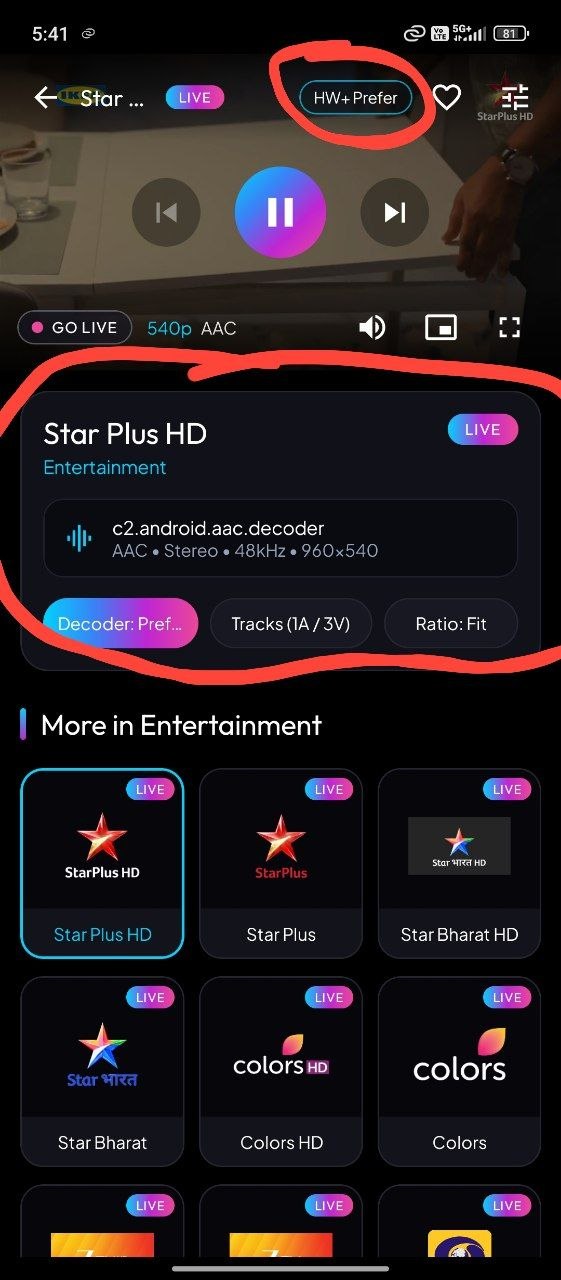 5:41
Vo LTE 5G+ 81
Star ... LIVE HW+ Prefer
StarPlus HD
GO LIVE 540p AAC
Star Plus HD LIVE
Entertainment
c2.android.aac.decoder
AAC • Stereo • 48kHz • 960×540
Decoder: Pref... Tracks (1A / 3V) Ratio: Fit
More in Entertainment
LIVE LIVE LIVE
StarPlus HD StarPlus Star भारत HD
Star Plus HD Star Plus Star Bharat HD
LIVE LIVE LIVE
Star भारत colors HD colors
Star Bharat Colors HD Colors
LIVE LIVE LIVE